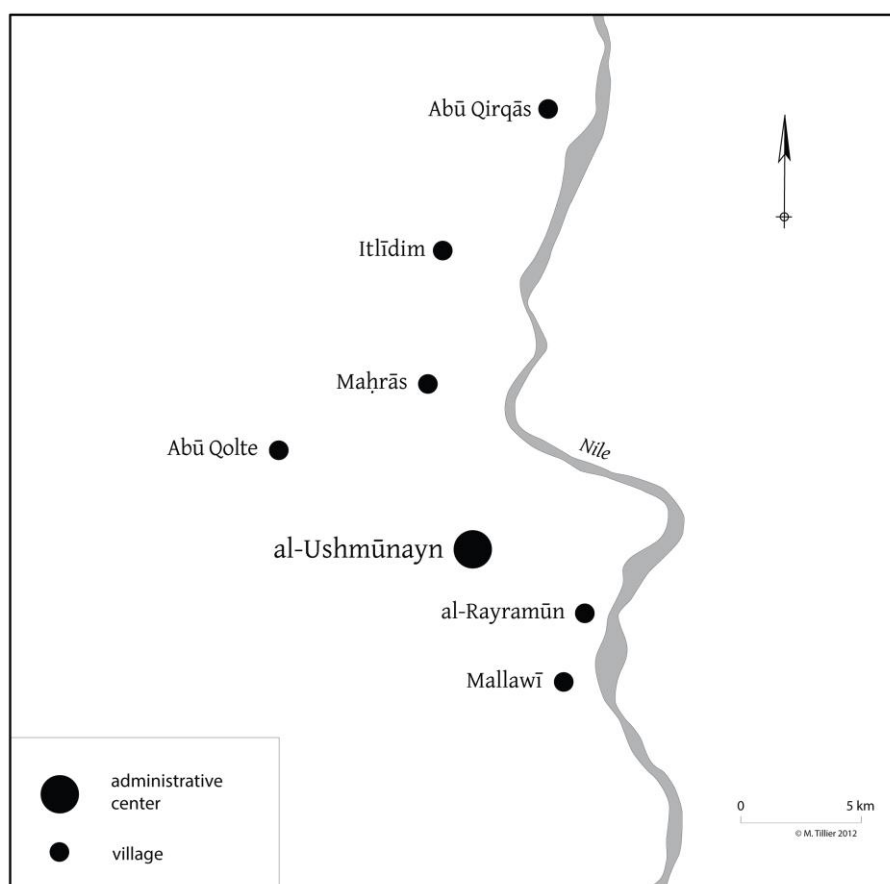 Abū Qirqās
Itlīdim
Maḥrās
Abū Qolte
Nile
al-Ushmūnayn
al-Rayramūn
Mallawī
administrative
center
village
0 5 km
© M. Tillier 2012